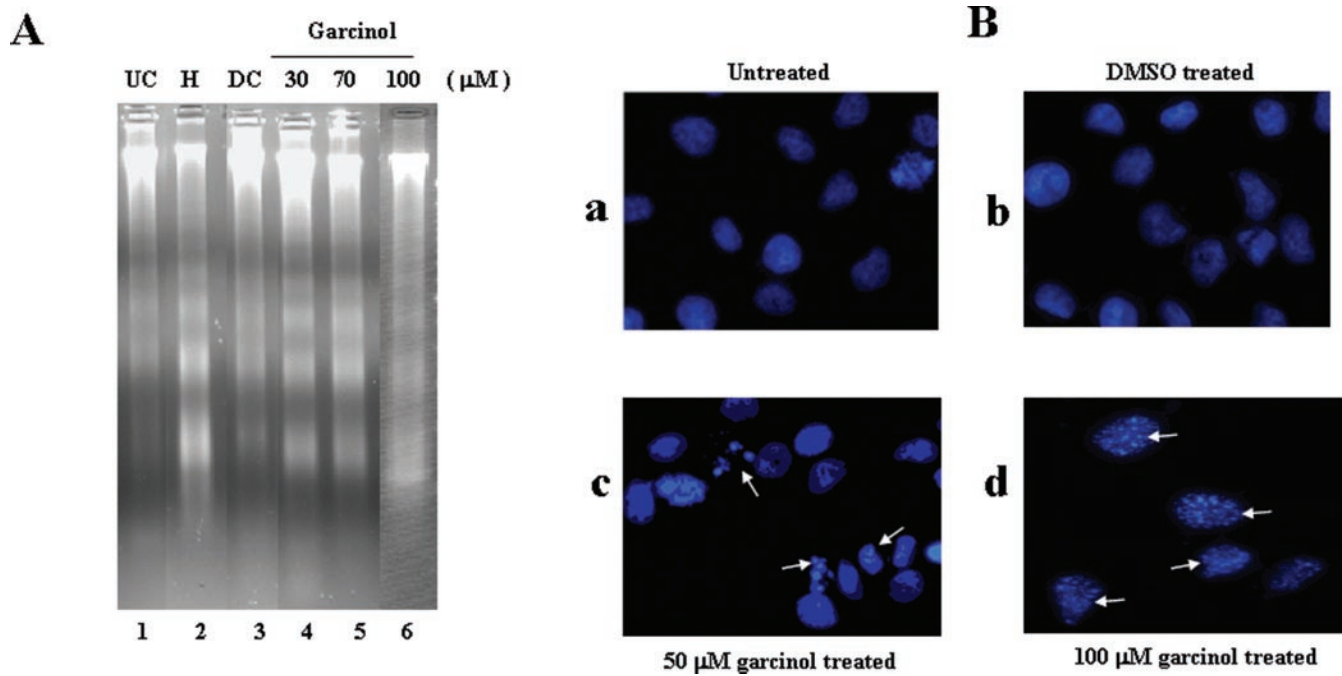 A
Garcinol
UC H DC 30 70 100 (μM)
1 2 3 4 5 6
B
Untreated
DMSO treated
a
b
c
d
50 μM garcinol treated
100 μM garcinol treated